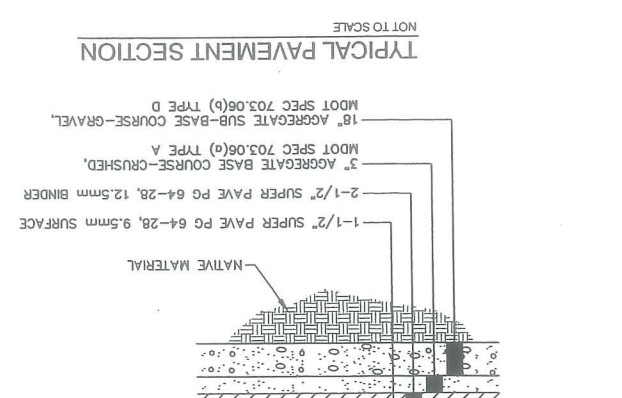 NATIVE MATERIAL
1-1/2" SUPER PAVE PG 64-28, 9.5mm SURFACE
2-1/2" SUPER PAVE PG 64-28, 12.5mm BINDER
3" AGGREGATE BASE COURSE-CRUSHED,
MDOT SPEC 703.06(a) TYPE A
18" AGGREGATE SUB-BASE COURSE-GRAVEL,
MDOT SPEC 703.06(b) TYPE D
TYPICAL PAVEMENT SECTION
NOT TO SCALE